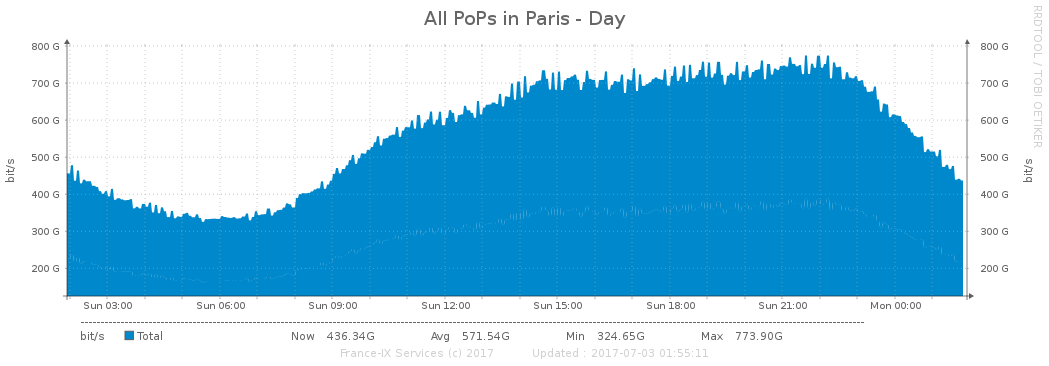 All PoPs in Paris - Day
RRDTOOL / TOBI OETIKER
bit/s
bit/s
800 G 800 G
700 G 700 G
600 G 600 G
500 G 500 G
400 G 400 G
300 G 300 G
200 G 200 G
Sun 03:00 Sun 06:00 Sun 09:00 Sun 12:00 Sun 15:00 Sun 18:00 Sun 21:00 Mon 00:00
bit/s Total Now 436.34G Avg 571.54G Min 324.65G Max 773.90G
France-IX Services (c) 2017 Updated : 2017-07-03 01:55:11